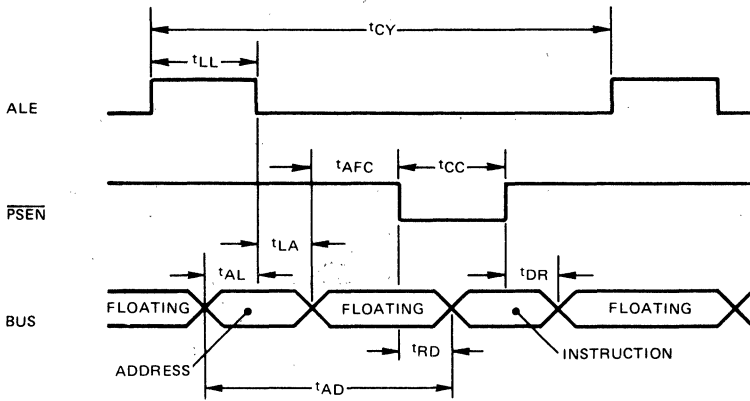 tCY
tLL
ALE
tAFC
tCC
PSEN
tLA
tAL
tDR
FLOATING
FLOATING
FLOATING
BUS
tRD
INSTRUCTION
ADDRESS
tAD